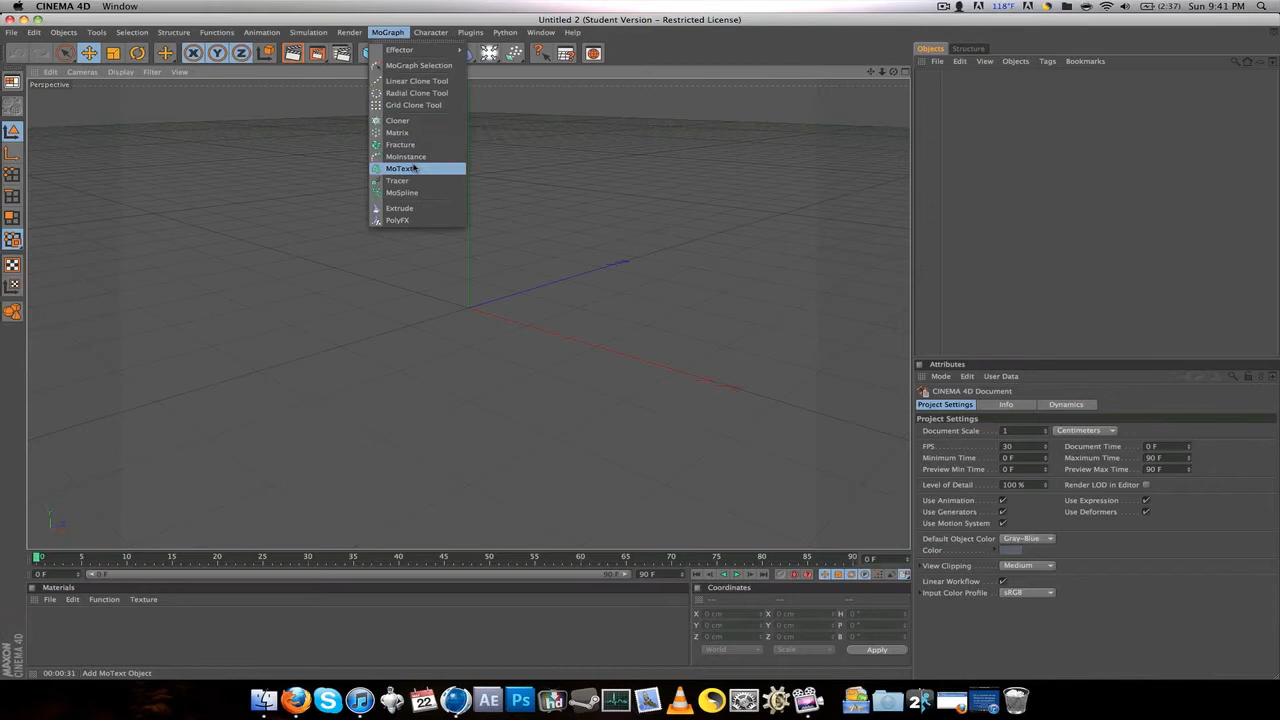 CINEMA 4D Window 118°F (2:37) Sun 9:41 PM
Untitled 2 (Student Version - Restricted License)
File Edit Objects Tools Selection Structure Functions Animation Simulation Render MoGraph Character Plugins Python Window Help
Edit Cameras Display Filter View
Perspective
Effector
MoGraph Selection
Linear Clone Tool
Radial Clone Tool
Grid Clone Tool
Cloner
Matrix
Fracture
MoInstance
MoText
Tracer
MoSpline
Extrude
PolyFX
Objects Structure
File Edit View Objects Tags Bookmarks
Attributes
Mode Edit User Data
CINEMA 4D Document
Project Settings Info Dynamics
Project Settings
Document Scale 1 Centimeters
FPS 30 Document Time 0 F
Minimum Time 0 F Maximum Time 90 F
Preview Min Time 0 F Preview Max Time 90 F
Level of Detail 100 % Render LOD in Editor
Use Animation Use Expression
Use Generators Use Deformers
Use Motion System
Default Object Color Gray-Blue
Color
View Clipping Medium
Linear Workflow
Input Color Profile sRGB
0 5 10 15 20 25 30 35 40 45 50 55 60 65 70 75 80 85 90 0 F
0 F 0 F 90 F 90 F
Materials
File Edit Function Texture
Coordinates
X 0 cm X 0 cm H 0 °
Y 0 cm Y 0 cm P 0 °
Z 0 cm Z 0 cm B 0 °
World Scale Apply
MAXON CINEMA 4D
00:00:31 Add MoText Object
22
AE Ps